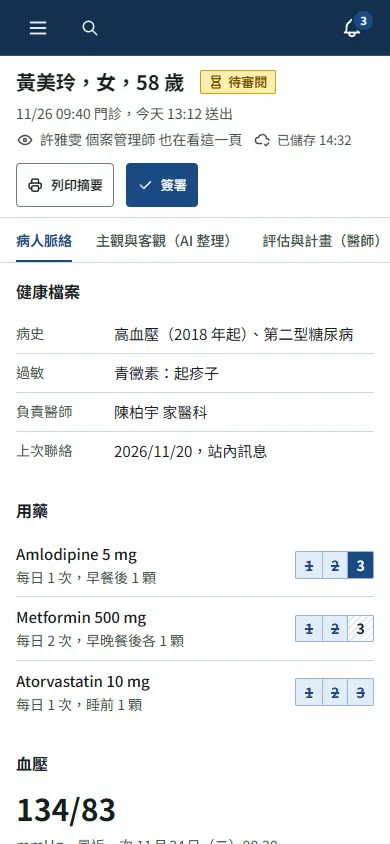 3
黃美玲，女，58 歲
待審閱
11/26 09:40 門診，今天 13:12 送出
許雅雯 個案管理師 也在看這一頁
已儲存 14:32
列印摘要
簽署
病人脈絡
主觀與客觀（AI 整理）
評估與計畫（醫師）
健康檔案
病史 高血壓（2018 年起）、第二型糖尿病
過敏 青黴素：起疹子
負責醫師 陳柏宇 家醫科
上次聯絡 2026/11/20，站內訊息
用藥
Amlodipine 5 mg
每日 1 次，早餐後 1 顆
1 2 3
Metformin 500 mg
每日 2 次，早晚餐後各 1 顆
1 2 3
Atorvastatin 10 mg
每日 1 次，睡前 1 顆
1 2 3
血壓
134/83